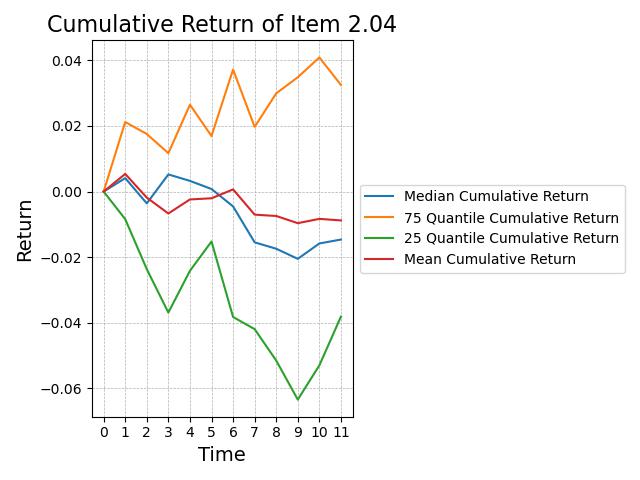 Cumulative Return of Item 2.04
0.04
0.02
0.00
−0.02
−0.04
−0.06
Return
0 1 2 3 4 5 6 7 8 9 10 11
Time
Median Cumulative Return
75 Quantile Cumulative Return
25 Quantile Cumulative Return
Mean Cumulative Return